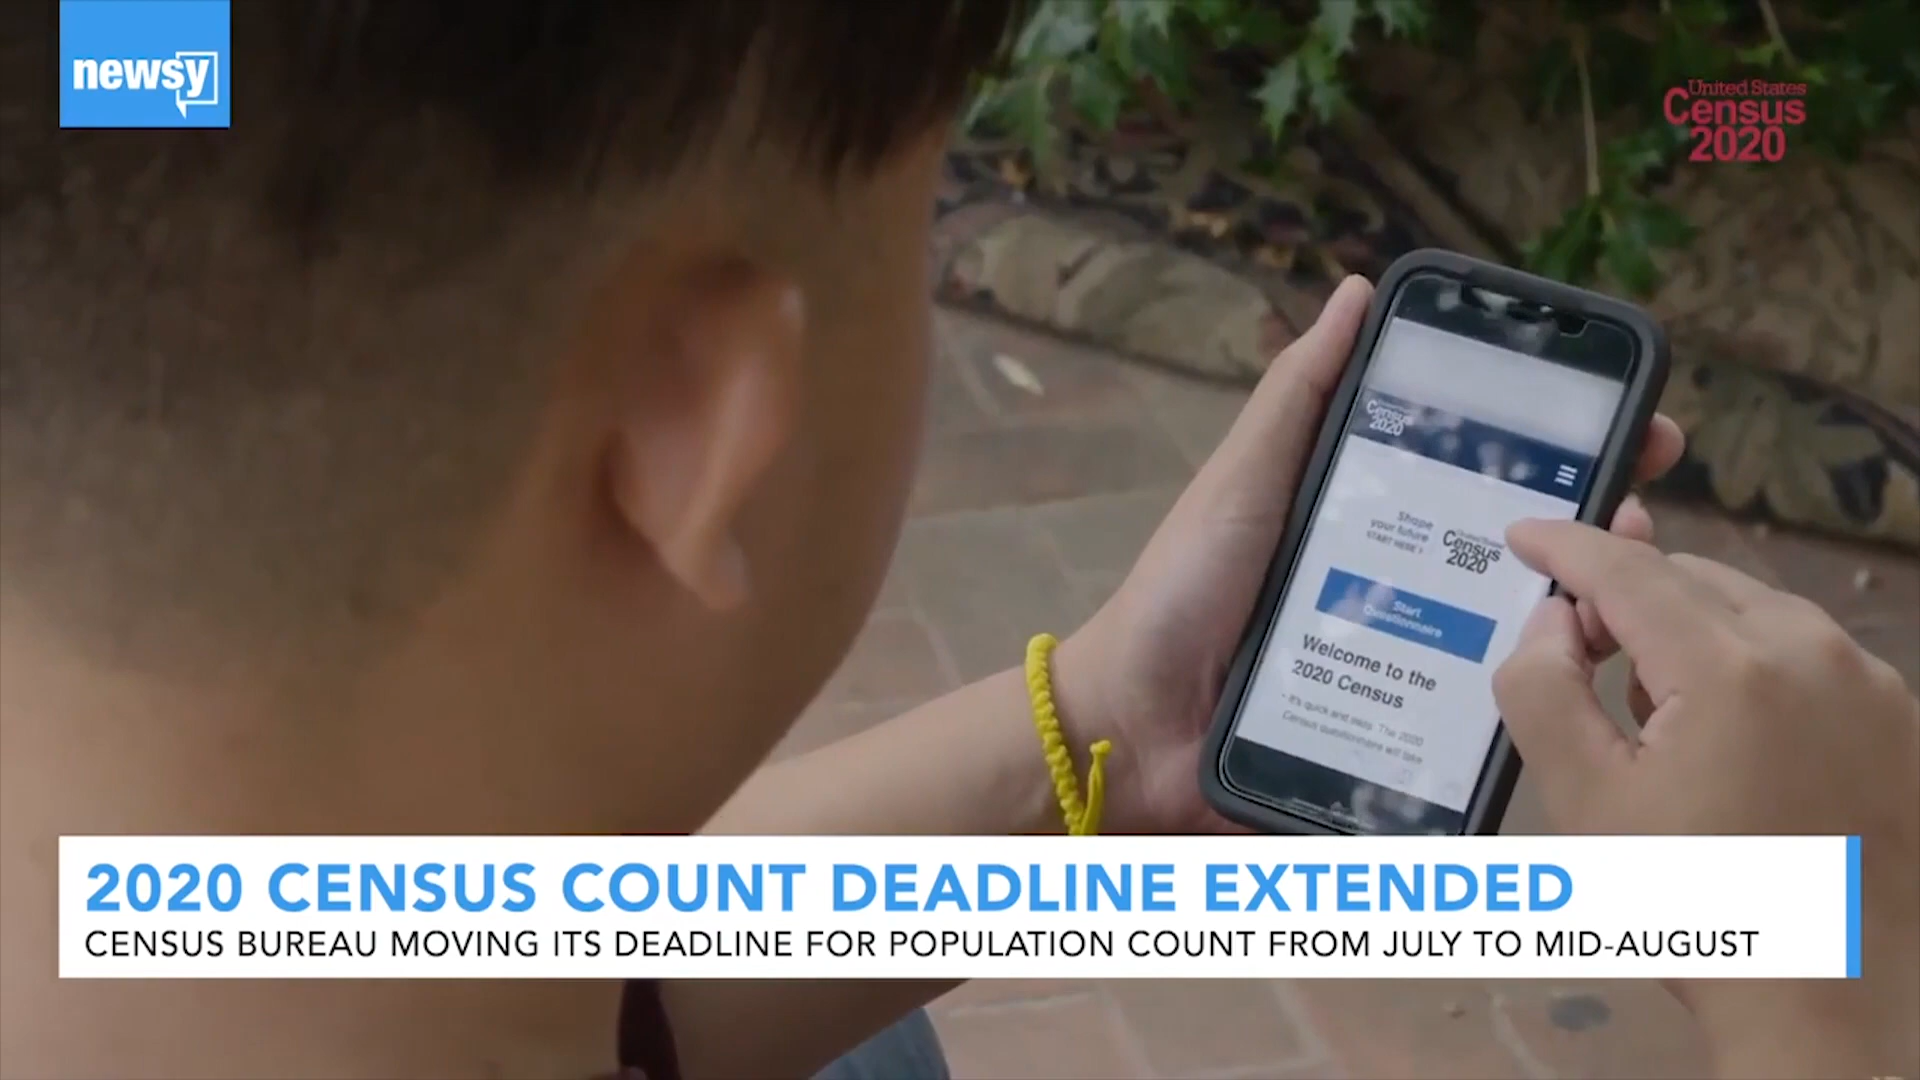 newsy
United States
Census
2020
Census
2020
Shape
your future
START HERE >
Census
2020
Start
Questionnaire
Welcome to the
2020 Census
2020 CENSUS COUNT DEADLINE EXTENDED
CENSUS BUREAU MOVING ITS DEADLINE FOR POPULATION COUNT FROM JULY TO MID-AUGUST